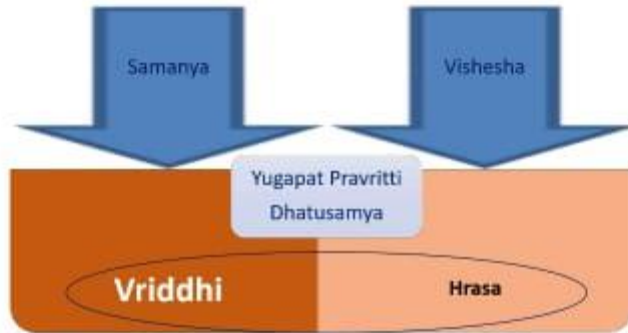 Samanya
Vishesha
Yugapat Pravritti
Dhatusamya
Vriddhi
Hrasa